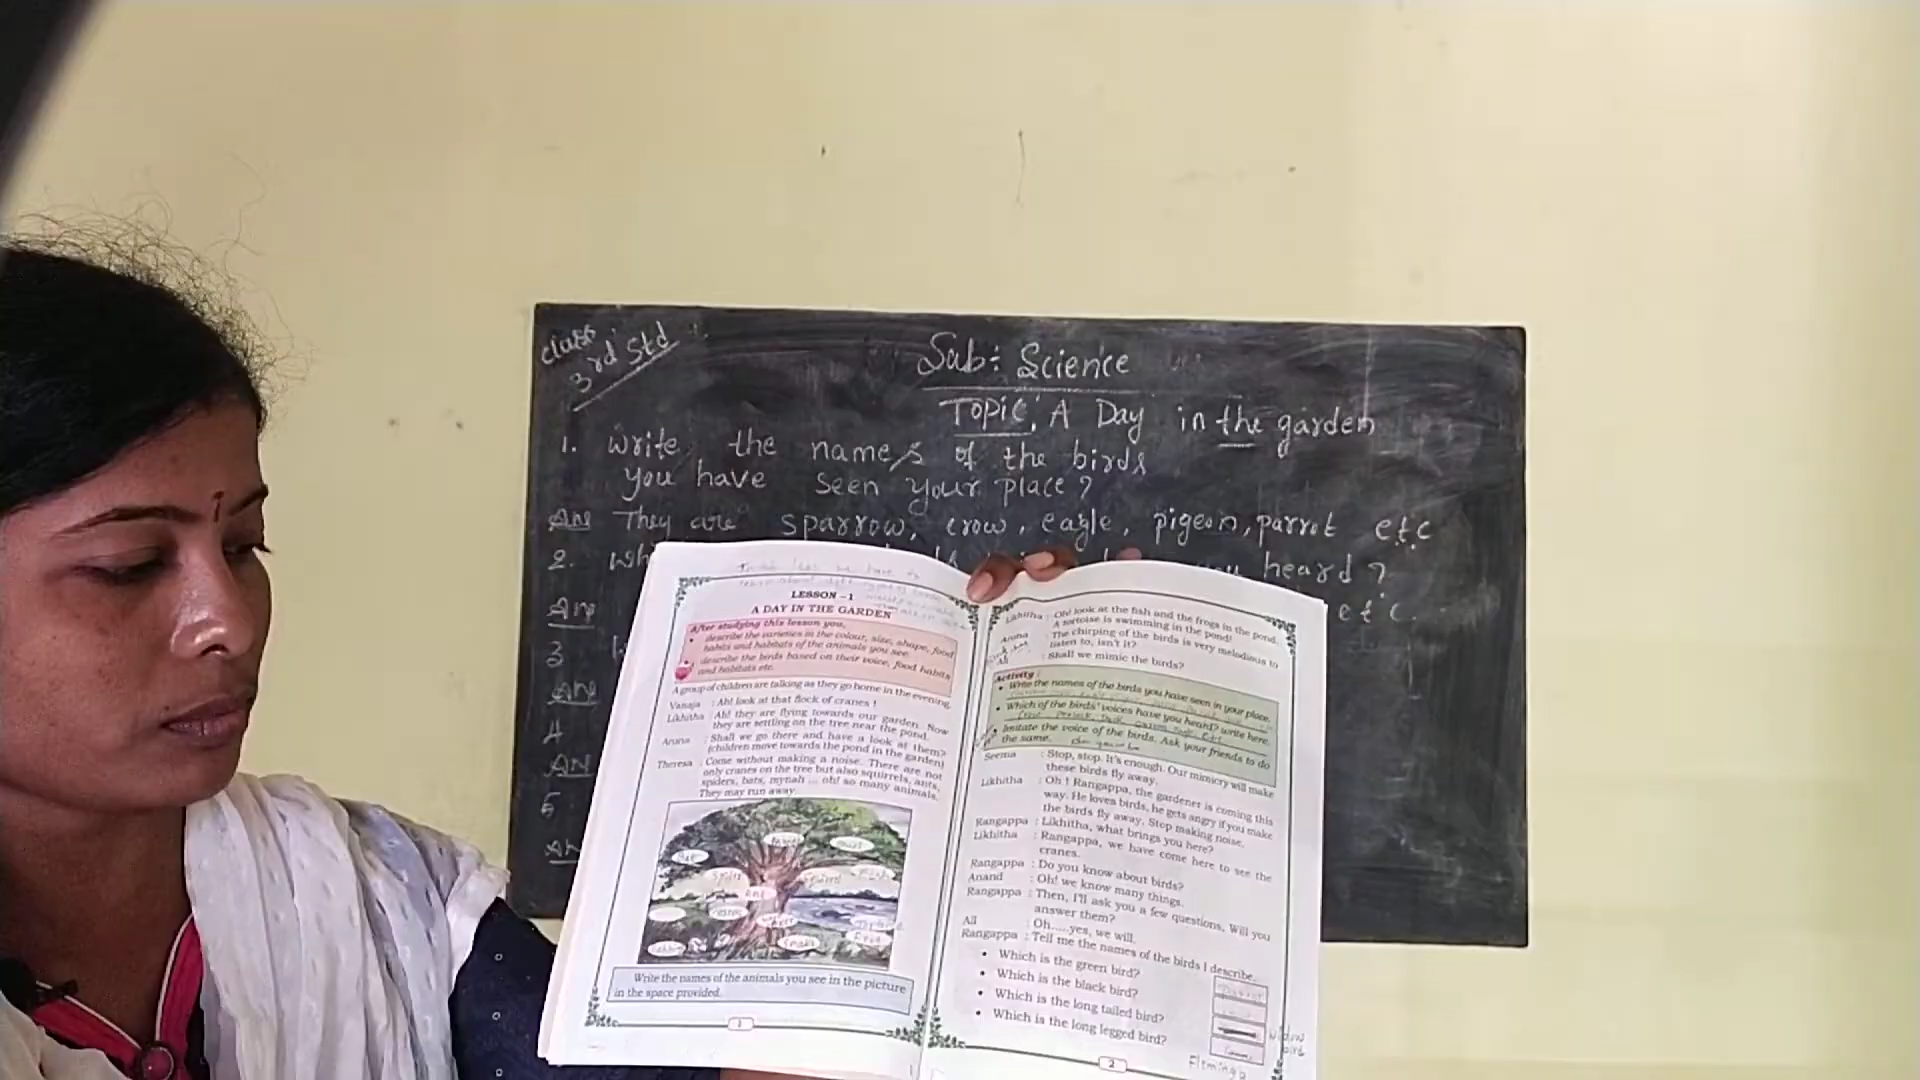 class
3rd Std
Sub: Science
Topic: A Day in the garden
1. Write the names of the birds
you have seen your place?
Ans They are sparrow, crow, eagle, pigeon, parrot etc
2. heard?
Ans etc.
3
Ans
4
Ans
5
LESSON - 1
A DAY IN THE GARDEN
After studying this lesson you,
• describe the varieties in the colour, size, shape, food
habits and habitats of the animals you see.
describe the birds based on their voice, food habits
and habitats etc.
A group of children are talking as they go home in the evening.
Vanaja : Ah! look at that flock of cranes !
Likhitha : Ah! they are flying towards our garden. Now
they are settling on the tree near the pond.
Aruna : Shall we go there and have a look at them?
(children move towards the pond in the garden)
Theresa : Come without making a noise. There are not
only cranes on the tree but also squirrels, ants,
spiders, bats, mynah ... oh! so many animals.
They may run away.
Write the names of the animals you see in the picture
in the space provided.
1
Likhitha : Oh! look at the fish and the frogs in the pond.
A tortoise is swimming in the pond!
Aruna : The chirping of the birds is very melodious to
listen to, isn't it?
Ali : Shall we mimic the birds?
Activity :
• Write the names of the birds you have seen in your place.
• Which of the birds' voices have you heard? write here.
• Imitate the voice of the birds. Ask your friends to do
the same.
Seema : Stop, stop. It's enough. Our mimicry will make
these birds fly away.
Likhitha : Oh ! Rangappa, the gardener is coming this
way. He loves birds, he gets angry if you make
the birds fly away. Stop making noise.
Rangappa : Likhitha, what brings you here?
Likhitha : Rangappa, we have come here to see the
cranes.
Rangappa : Do you know about birds?
Anand : Oh! we know many things.
Rangappa : Then, I'll ask you a few questions, Will you
answer them?
Ali : Oh.....yes, we will.
Rangappa : Tell me the names of the birds I describe.
• Which is the green bird?
• Which is the black bird?
• Which is the long tailed bird?
• Which is the long legged bird?
2